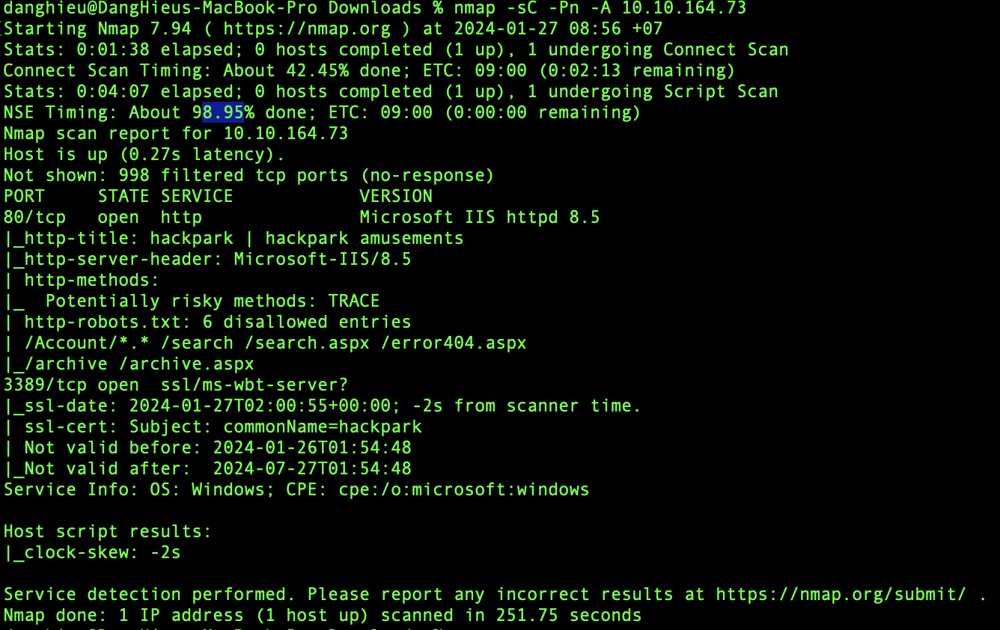 danghieu@DangHieus-MacBook-Pro Downloads % nmap -sC -Pn -A 10.10.164.73
Starting Nmap 7.94 ( https://nmap.org ) at 2024-01-27 08:56 +07
Stats: 0:01:38 elapsed; 0 hosts completed (1 up), 1 undergoing Connect Scan
Connect Scan Timing: About 42.45% done; ETC: 09:00 (0:02:13 remaining)
Stats: 0:04:07 elapsed; 0 hosts completed (1 up), 1 undergoing Script Scan
NSE Timing: About 98.95% done; ETC: 09:00 (0:00:00 remaining)
Nmap scan report for 10.10.164.73
Host is up (0.27s latency).
Not shown: 998 filtered tcp ports (no-response)
PORT     STATE SERVICE            VERSION
80/tcp   open  http               Microsoft IIS httpd 8.5
|_http-title: hackpark | hackpark amusements
|_http-server-header: Microsoft-IIS/8.5
| http-methods:
|_  Potentially risky methods: TRACE
| http-robots.txt: 6 disallowed entries
| /Account/*.* /search /search.aspx /error404.aspx
|_/archive /archive.aspx
3389/tcp open  ssl/ms-wbt-server?
|_ssl-date: 2024-01-27T02:00:55+00:00; -2s from scanner time.
| ssl-cert: Subject: commonName=hackpark
| Not valid before: 2024-01-26T01:54:48
|_Not valid after:  2024-07-27T01:54:48
Service Info: OS: Windows; CPE: cpe:/o:microsoft:windows

Host script results:
|_clock-skew: -2s

Service detection performed. Please report any incorrect results at https://nmap.org/submit/ .
Nmap done: 1 IP address (1 host up) scanned in 251.75 seconds